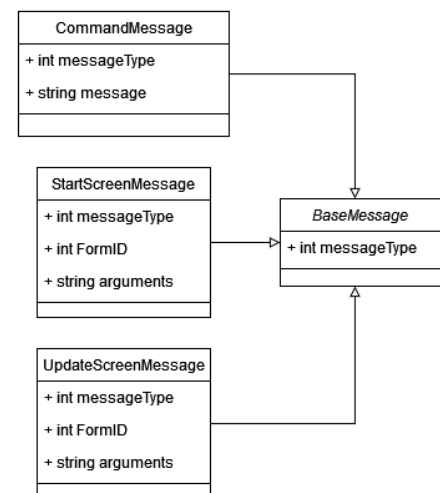 CommandMessage
+ int messageType
+ string message
StartScreenMessage
+ int messageType
+ int FormID
+ string arguments
BaseMessage
+ int messageType
UpdateScreenMessage
+ int messageType
+ int FormID
+ string arguments